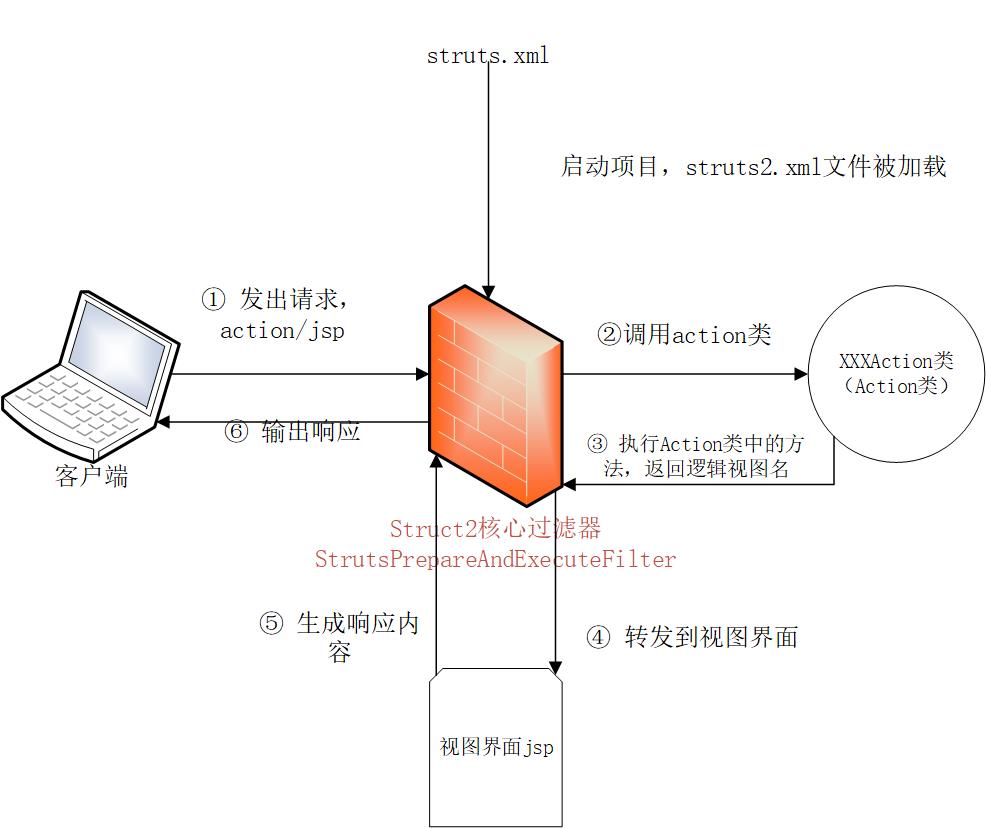 struts.xml
启动项目，struts2.xml文件被加载
① 发出请求，
action/jsp
②调用action类
XXXAction类
（Action类）
⑥ 输出响应
③ 执行Action类中的方
法，返回逻辑视图名
客户端
Struct2核心过滤器
StrutsPrepareAndExecuteFilter
⑤ 生成响应内
容
④ 转发到视图界面
视图界面jsp